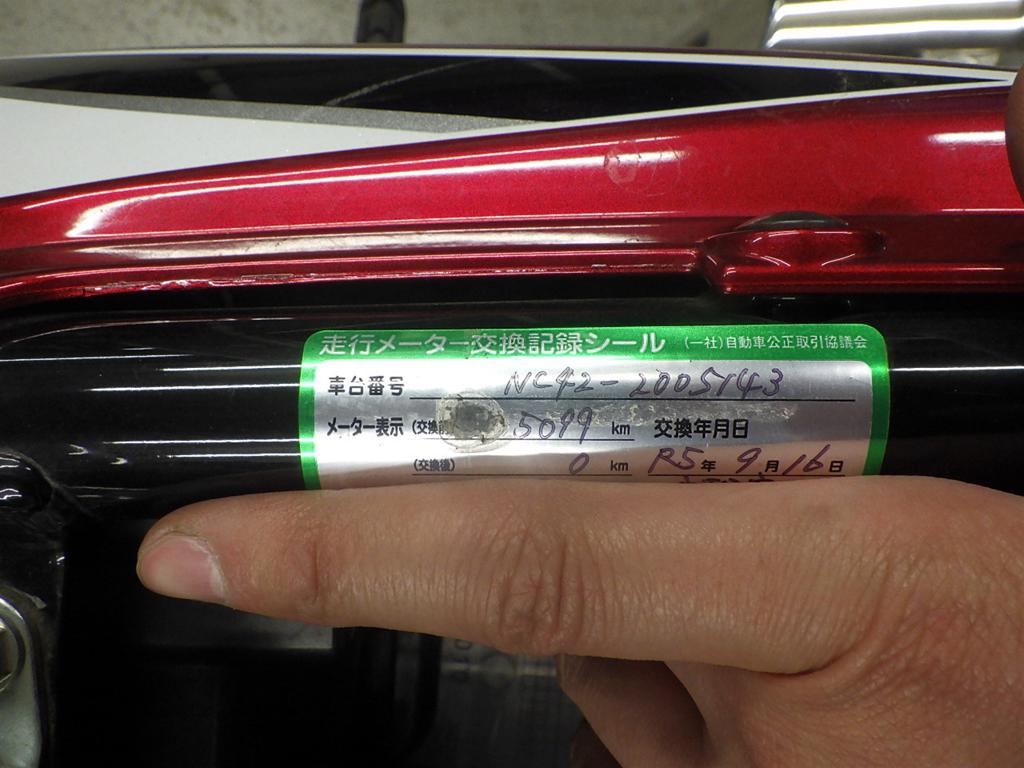 走行メーター交換記録シール (一社)自動車公正取引協議会
車台番号 NC42-2005143
メーター表示 (交換前) 5099 km 交換年月日
(交換後) 0 km R5年9月16日